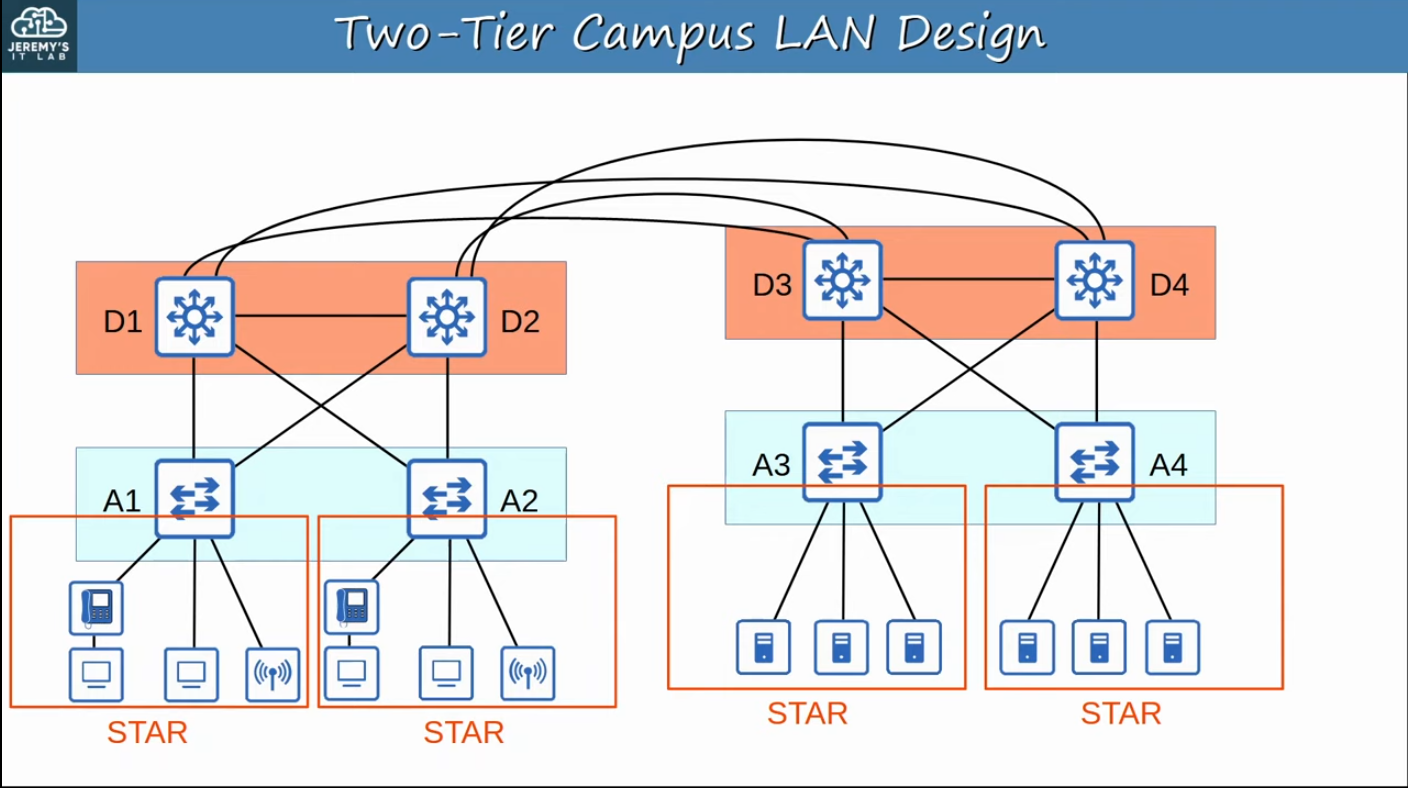 JEREMY'S
IT LAB
Two-Tier Campus LAN Design
D1
D2
D3
D4
A1
A2
A3
A4
STAR
STAR
STAR
STAR